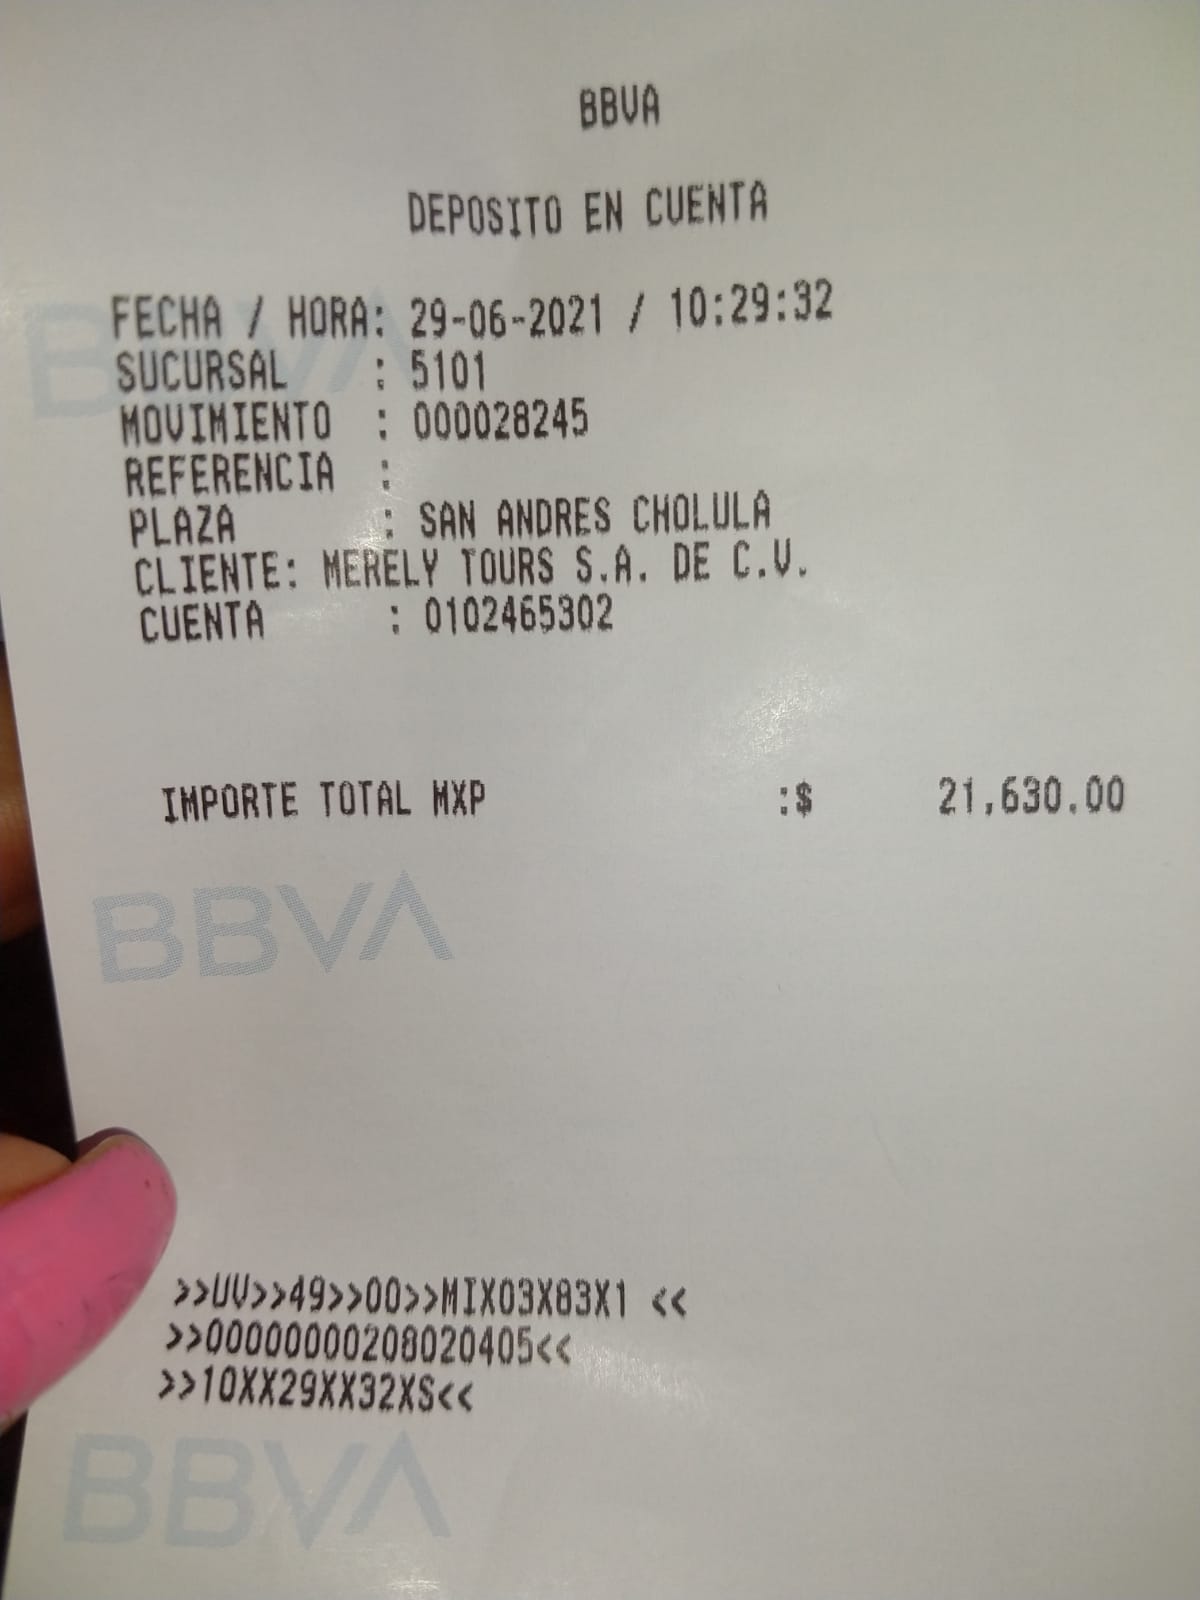 BBVA
DEPOSITO EN CUENTA
FECHA / HORA: 29-06-2021 / 10:29:32
SUCURSAL : 5101
MOVIMIENTO : 000028245
REFERENCIA :
PLAZA : SAN ANDRES CHOLULA
CLIENTE: MERELY TOURS S.A. DE C.V.
CUENTA : 0102465302
IMPORTE TOTAL MXP :$ 21,630.00
BBVA
>>UV>>49>>00>>MIX03X83X1 <<
>>00000000208020405<<
>>10XX29XX32XS<<
BBVA